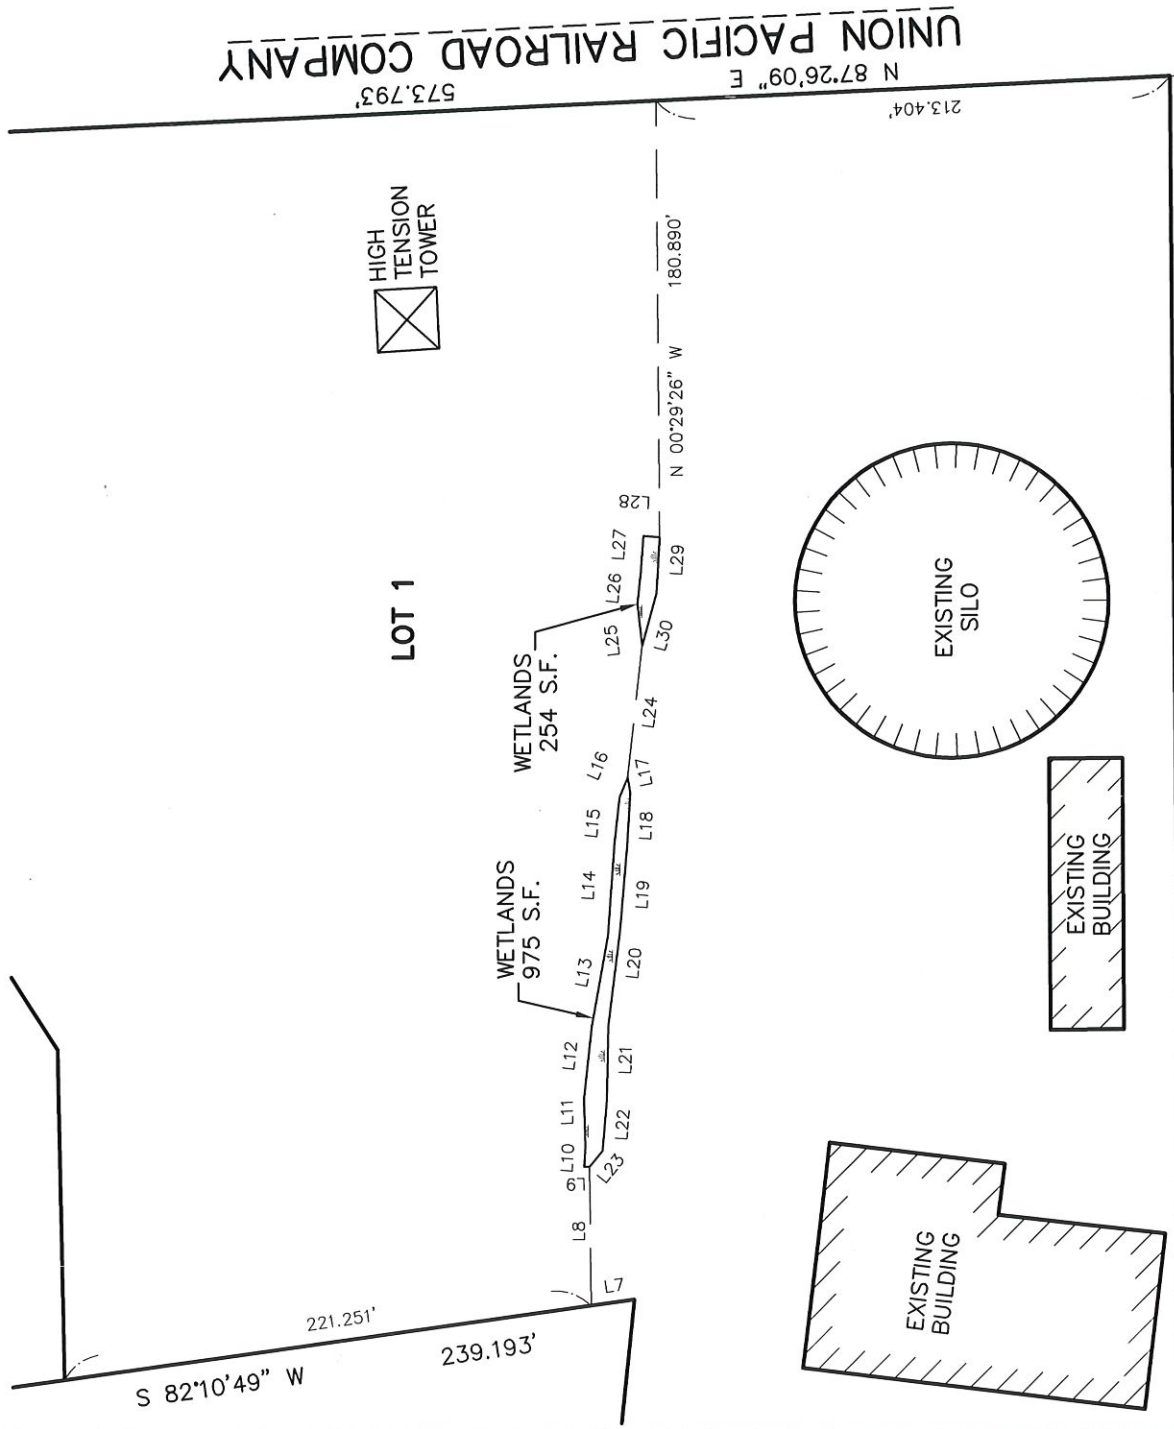 UNION PACIFIC RAILROAD COMPANY
N 87°26'09" E
573.793'
213.404'
HIGH
TENSION
TOWER
180.890'
N 00°29'26" W
LOT 1
L28
L27
L26
L25
L29
L30
WETLANDS
254 S.F.
L24
EXISTING
SILO
L16
L17
L15
L18
L14
L19
WETLANDS
975 S.F.
L13
L20
L12
L21
L11
L22
L10
L9
L23
L8
L7
EXISTING
BUILDING
EXISTING
BUILDING
221.251'
239.193'
S 82°10'49" W